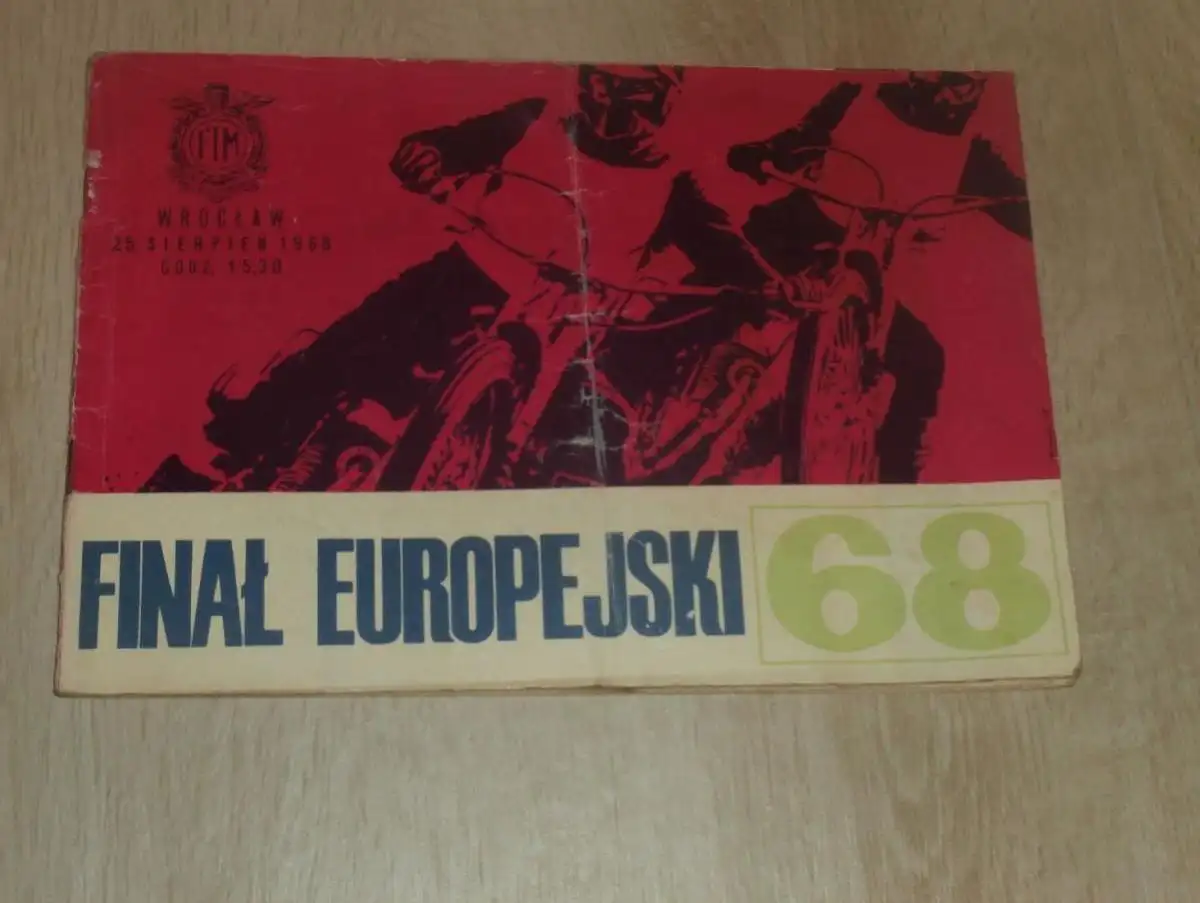 FIM
WROCŁAW
25 SIERPIEŃ 1968
GODZ. 15,30
FINAŁ EUROPEJSKI 68